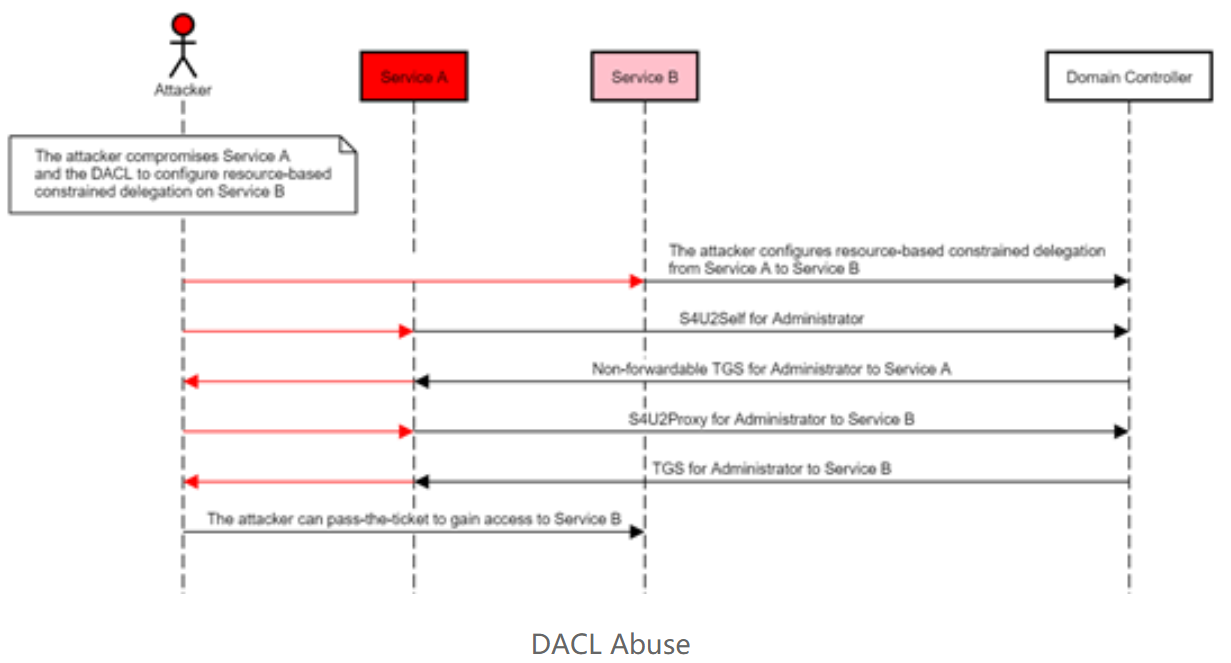 Attacker
Service A
Service B
Domain Controller
The attacker compromises Service A
and the DACL to configure resource-based
constrained delegation on Service B
The attacker configures resource-based constrained delegation
from Service A to Service B
S4U2Self for Administrator
Non-forwardable TGS for Administrator to Service A
S4U2Proxy for Administrator to Service B
TGS for Administrator to Service B
The attacker can pass-the-ticket to gain access to Service B
DACL Abuse